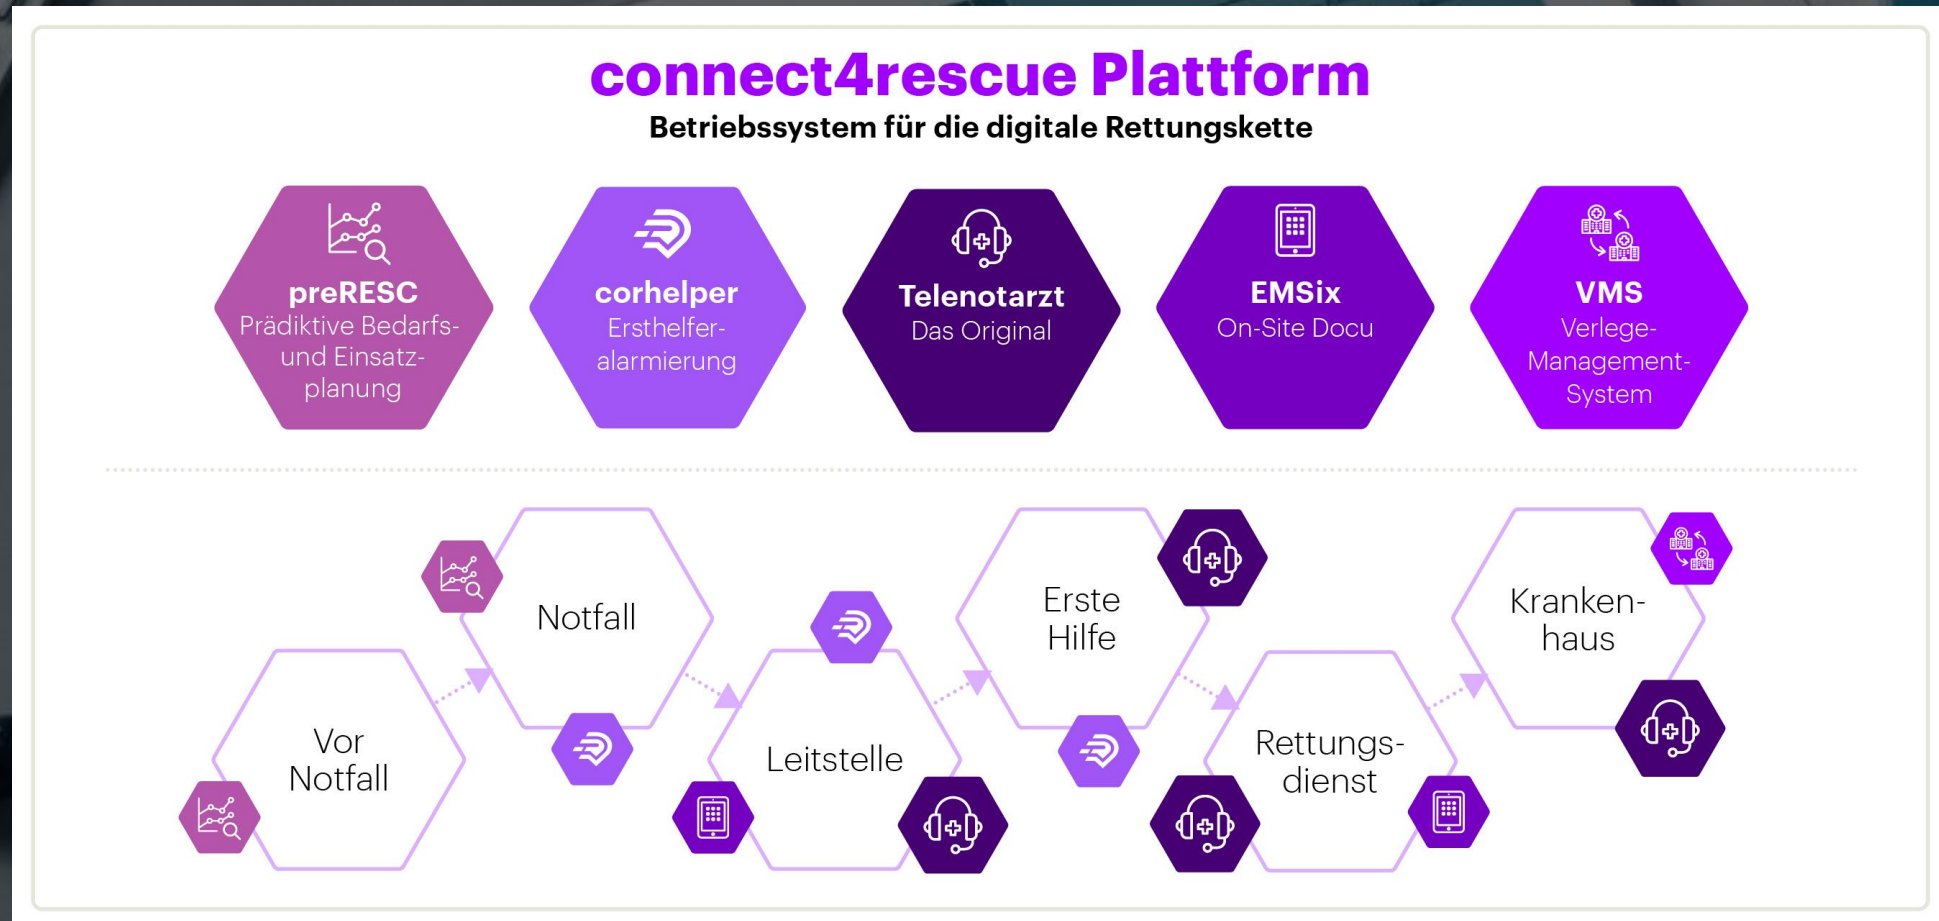 connect4rescue Plattform
Betriebssystem für die digitale Rettungskette
preRESC
Prädiktive Bedarfs-
und Einsatz-
planung
corhelper
Ersthelfer-
alarmierung
Telenotarzt
Das Original
EMSix
On-Site Docu
VMS
Verlege-
Management-
System
Vor
Notfall
Notfall
Leitstelle
Erste
Hilfe
Rettungs-
dienst
Kranken-
haus